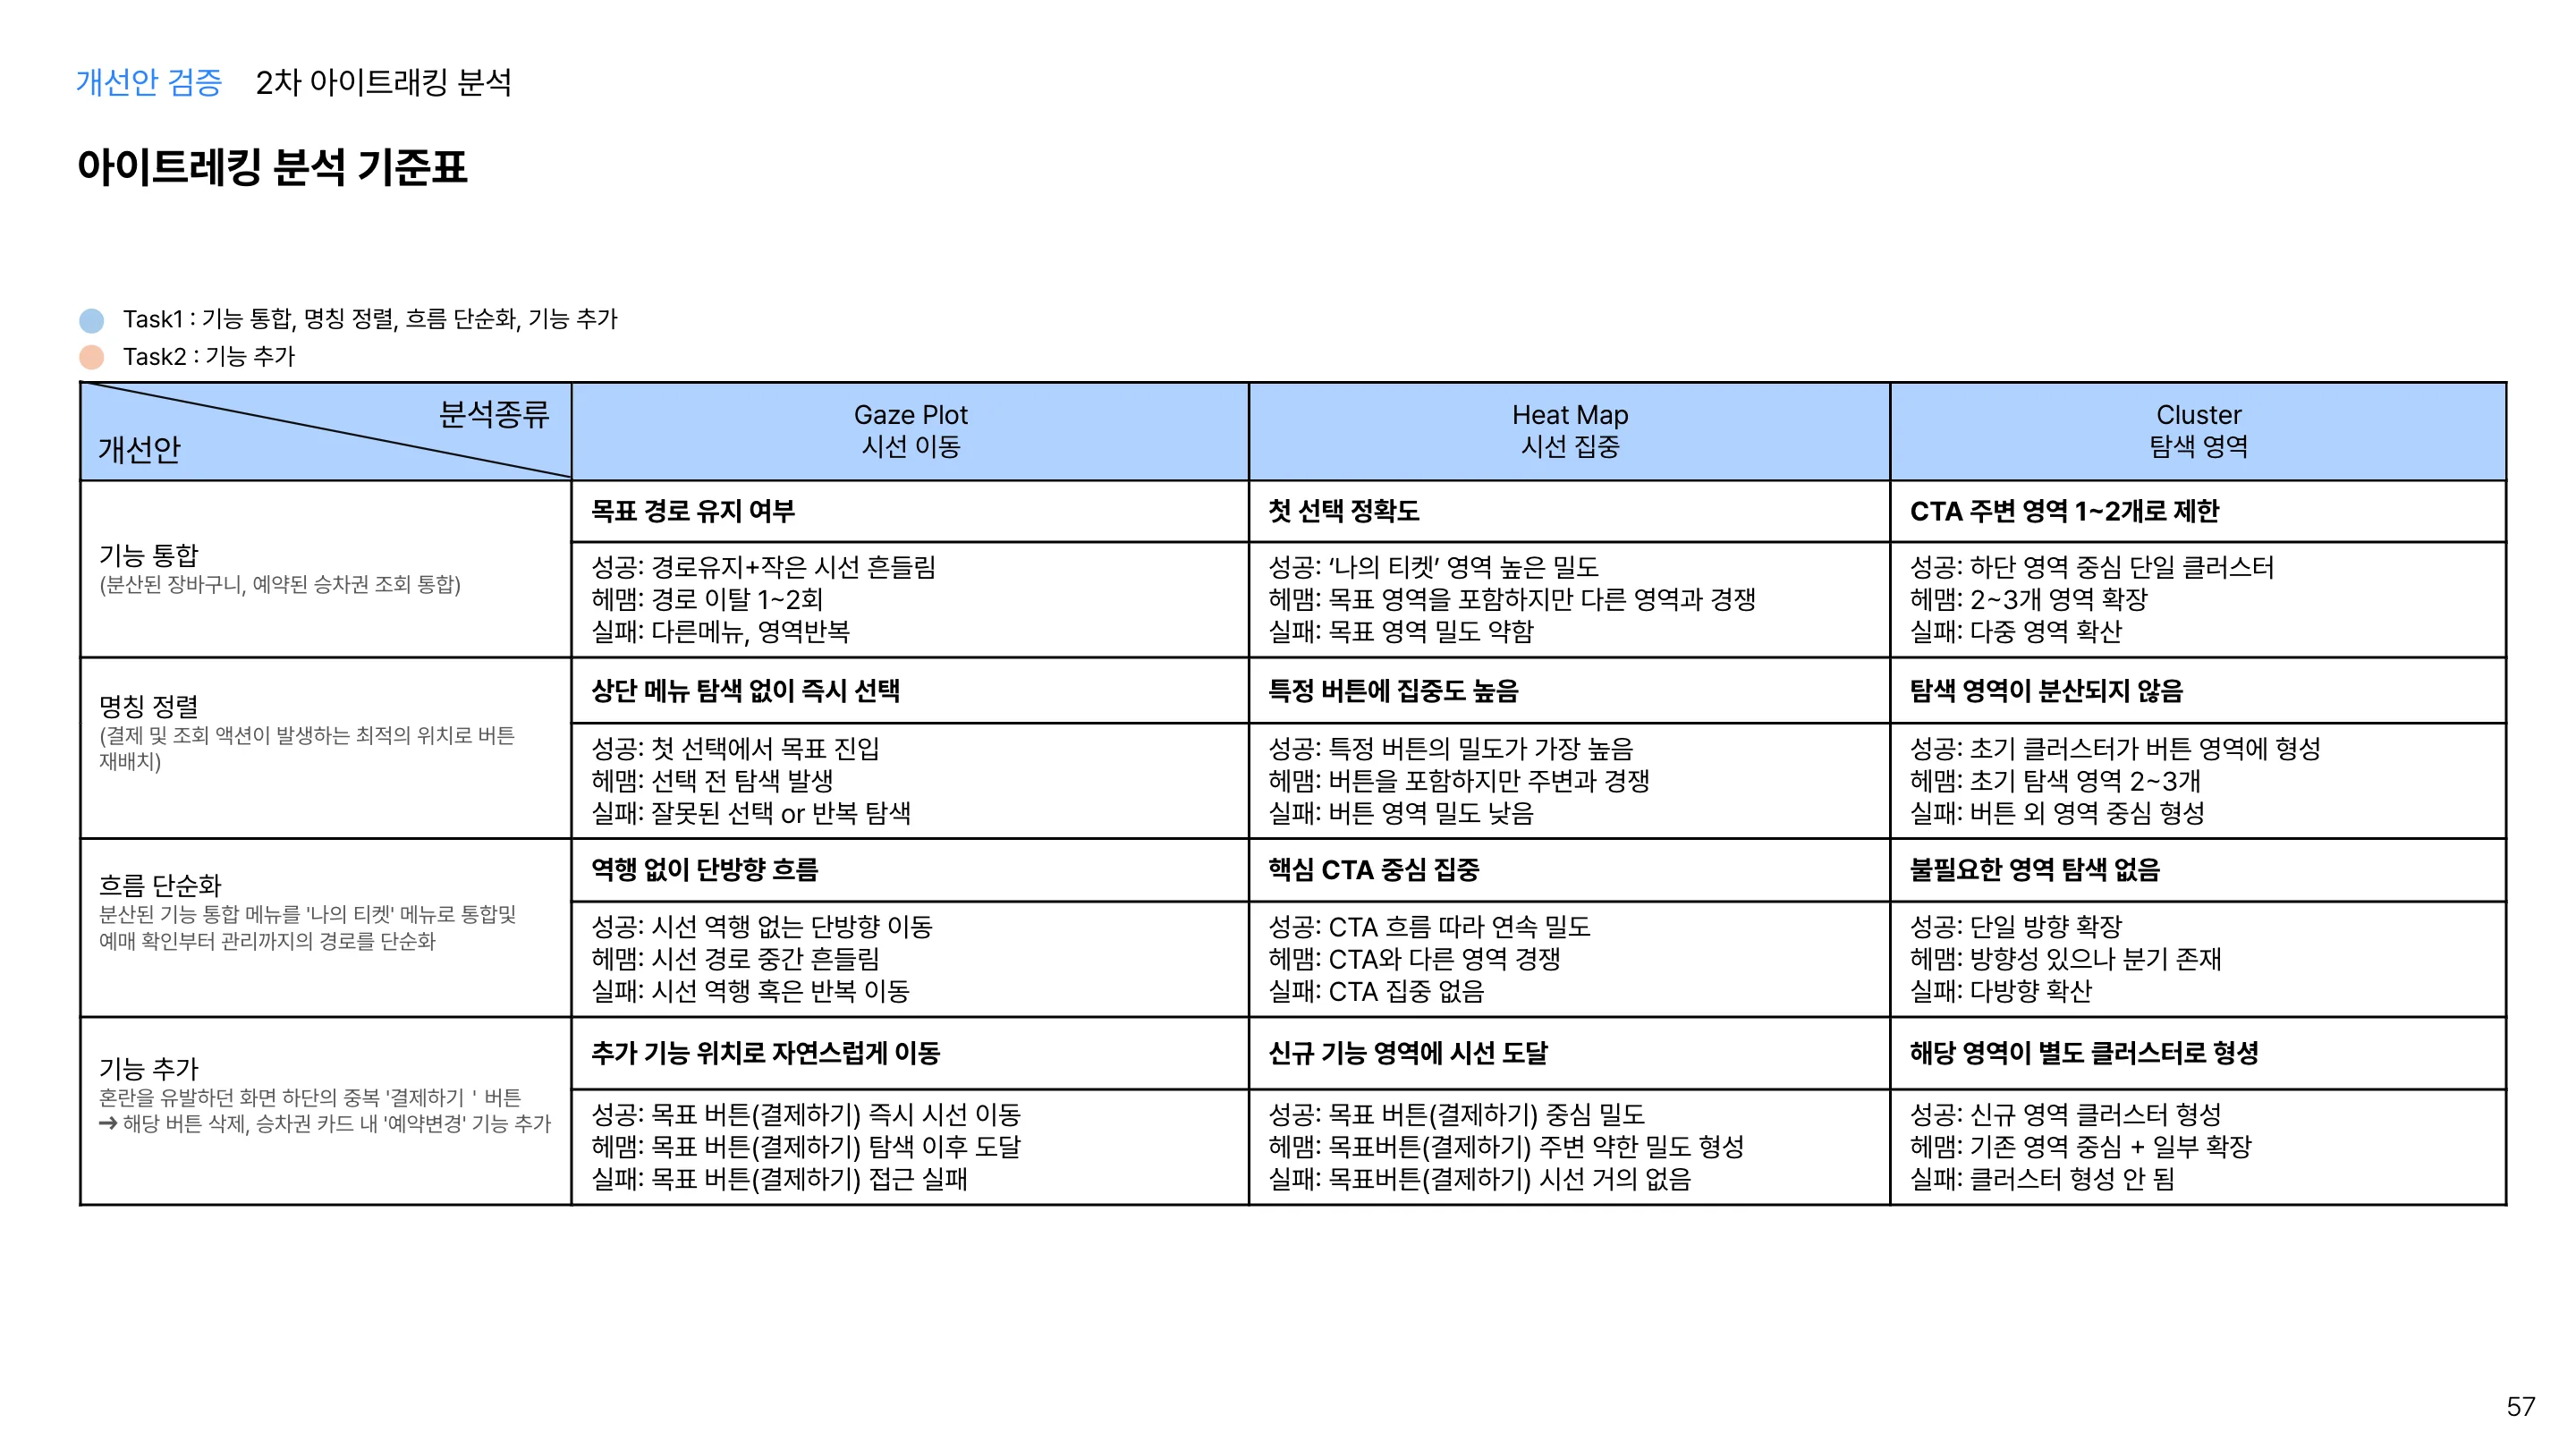 개선안 검증 2차 아이트래킹 분석
아이트레킹 분석 기준표
Task1 : 기능 통합, 명칭 정렬, 흐름 단순화, 기능 추가
Task2 : 기능 추가
분석종류
개선안
Gaze Plot
시선 이동
Heat Map
시선 집중
Cluster
탐색 영역
기능 통합
(분산된 장바구니, 예약된 승차권 조회 통합)
목표 경로 유지 여부
성공: 경로유지+작은 시선 흔들림
헤맴: 경로 이탈 1~2회
실패: 다른메뉴, 영역반복
첫 선택 정확도
성공: ‘나의 티켓’ 영역 높은 밀도
헤맴: 목표 영역을 포함하지만 다른 영역과 경쟁
실패: 목표 영역 밀도 약함
CTA 주변 영역 1~2개로 제한
성공: 하단 영역 중심 단일 클러스터
헤맴: 2~3개 영역 확장
실패: 다중 영역 확산
명칭 정렬
(결제 및 조회 액션이 발생하는 최적의 위치로 버튼
재배치)
상단 메뉴 탐색 없이 즉시 선택
성공: 첫 선택에서 목표 진입
헤맴: 선택 전 탐색 발생
실패: 잘못된 선택 or 반복 탐색
특정 버튼에 집중도 높음
성공: 특정 버튼의 밀도가 가장 높음
헤맴: 버튼을 포함하지만 주변과 경쟁
실패: 버튼 영역 밀도 낮음
탐색 영역이 분산되지 않음
성공: 초기 클러스터가 버튼 영역에 형성
헤맴: 초기 탐색 영역 2~3개
실패: 버튼 외 영역 중심 형성
흐름 단순화
분산된 기능 통합 메뉴를 '나의 티켓' 메뉴로 통합및
예매 확인부터 관리까지의 경로를 단순화
역행 없이 단방향 흐름
성공: 시선 역행 없는 단방향 이동
헤맴: 시선 경로 중간 흔들림
실패: 시선 역행 혹은 반복 이동
핵심 CTA 중심 집중
성공: CTA 흐름 따라 연속 밀도
헤맴: CTA와 다른 영역 경쟁
실패: CTA 집중 없음
불필요한 영역 탐색 없음
성공: 단일 방향 확장
헤맴: 방향성 있으나 분기 존재
실패: 다방향 확산
기능 추가
혼란을 유발하던 화면 하단의 중복 '결제하기 ' 버튼
→ 해당 버튼 삭제, 승차권 카드 내 '예약변경' 기능 추가
추가 기능 위치로 자연스럽게 이동
성공: 목표 버튼(결제하기) 즉시 시선 이동
헤맴: 목표 버튼(결제하기) 탐색 이후 도달
실패: 목표 버튼(결제하기) 접근 실패
신규 기능 영역에 시선 도달
성공: 목표 버튼(결제하기) 중심 밀도
헤맴: 목표버튼(결제하기) 주변 약한 밀도 형성
실패: 목표버튼(결제하기) 시선 거의 없음
해당 영역이 별도 클러스터로 형셩
성공: 신규 영역 클러스터 형성
헤맴: 기존 영역 중심 + 일부 확장
실패: 클러스터 형성 안 됨
57